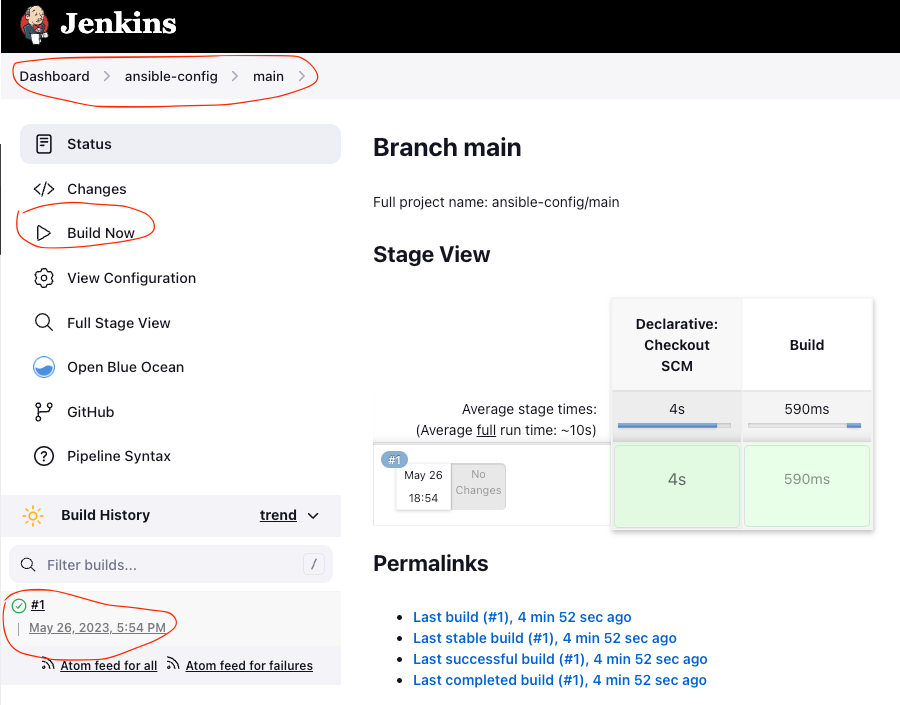 Jenkins
Dashboard > ansible-config > main >
Status
Changes
Build Now
View Configuration
Full Stage View
Open Blue Ocean
GitHub
Pipeline Syntax
Build History trend
Filter builds... /
#1
May 26, 2023, 5:54 PM
Atom feed for all Atom feed for failures
Branch main
Full project name: ansible-config/main
Stage View
Declarative:
Checkout
SCM
Build
Average stage times:
(Average full run time: ~10s)
4s
590ms
#1
May 26
18:54
No
Changes
4s
590ms
Permalinks
Last build (#1), 4 min 52 sec ago
Last stable build (#1), 4 min 52 sec ago
Last successful build (#1), 4 min 52 sec ago
Last completed build (#1), 4 min 52 sec ago